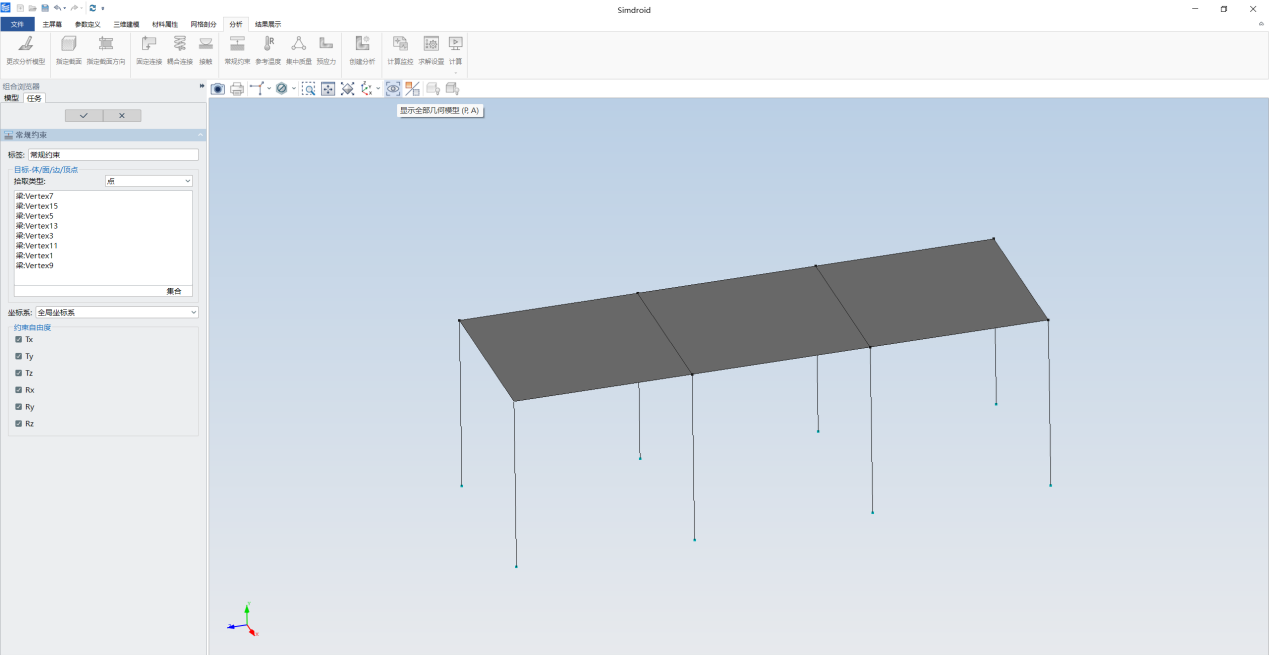 Simdroid
文件 主屏幕 参数定义 三维建模 材料属性 网格剖分 分析 结果展示
更改分析模型 指定截面 指定截面方向 固定连接 耦合连接 接触 常规约束 参考温度 集中质量 预应力 创建分析 计算监控 求解设置 计算
组合浏览器
模型 任务
显示全部几何模型 (P, A)
常规约束
标签: 常规约束
目标-体/面/边/顶点
拾取类型: 点
梁:Vertex7
梁:Vertex15
梁:Vertex5
梁:Vertex13
梁:Vertex3
梁:Vertex11
梁:Vertex1
梁:Vertex9
集合
坐标系: 全局坐标系
约束自由度
Tx
Ty
Tz
Rx
Ry
Rz